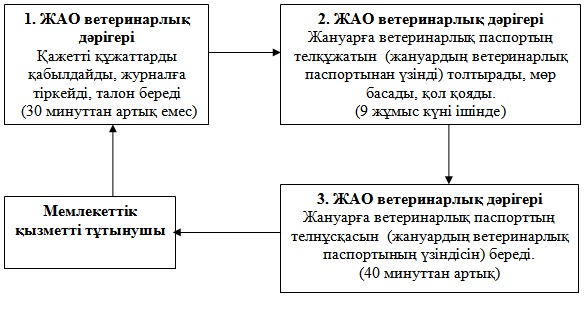 1. ЖАО ветеринарлық
дәрігері
Қажетті құжаттарды
қабылдайды, журналға
тіркейді, талон береді
(30 минуттан артық емес)
2. ЖАО ветеринарлық дәрігері
Жануарға ветеринарлық паспортың
телқұжатын (жануардың ветеринарлық
паспортынан үзінді) толтырады, мөр
басады, қол қояды.
(9 жұмыс күні ішінде)
3. ЖАО ветеринарлық дәрігері
Жануарға ветеринарлық паспорттың
телнұсқасын (жануардың ветеринарлық
паспортының үзіндісін) береді.
(40 минуттан артық)
Мемлекеттік
қызметті тұтынушы